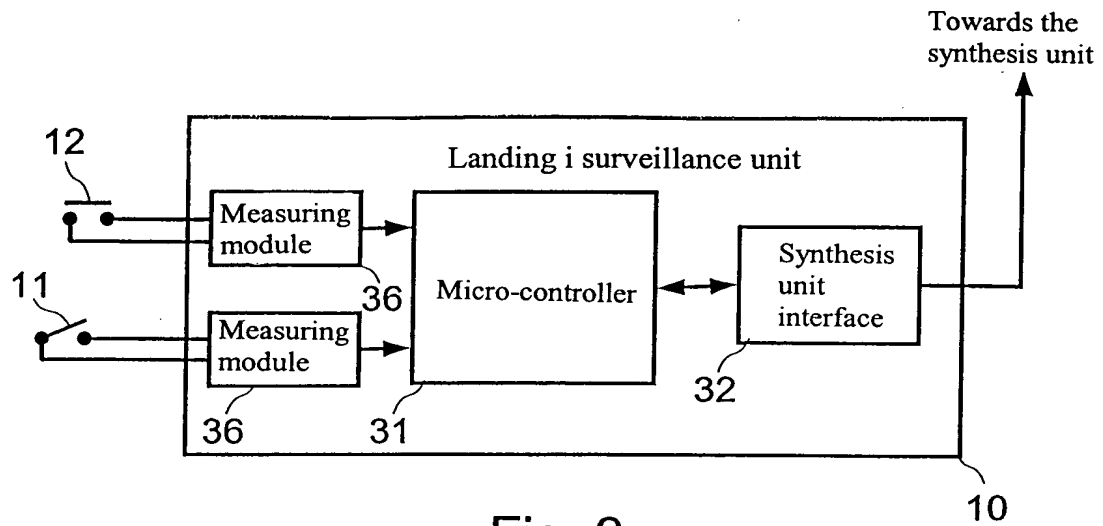 Towards the
synthesis unit
12
Landing i surveillance unit
Measuring
module
36
11
Micro-controller
Synthesis
unit
interface
Measuring
module
36
31
32
10